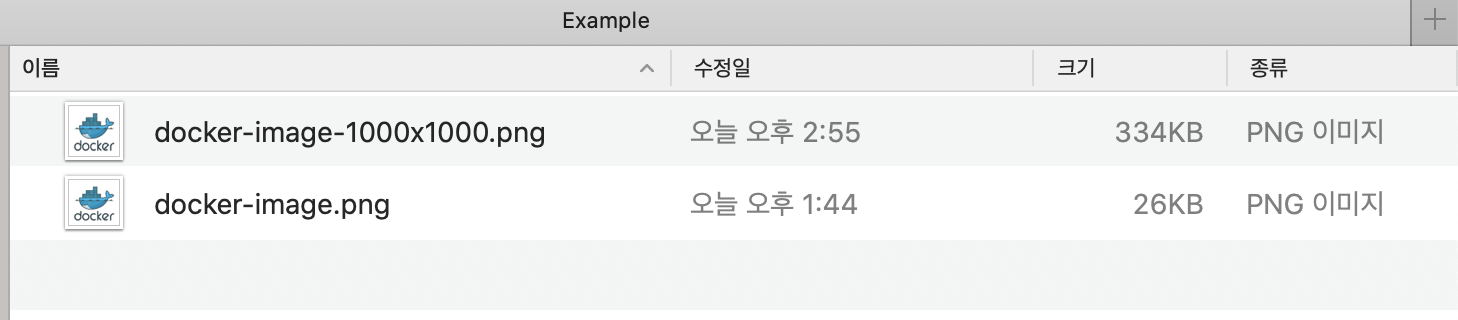 Example
이름 수정일 크기 종류
docker docker-image-1000x1000.png 오늘 오후 2:55 334KB PNG 이미지
docker docker-image.png 오늘 오후 1:44 26KB PNG 이미지